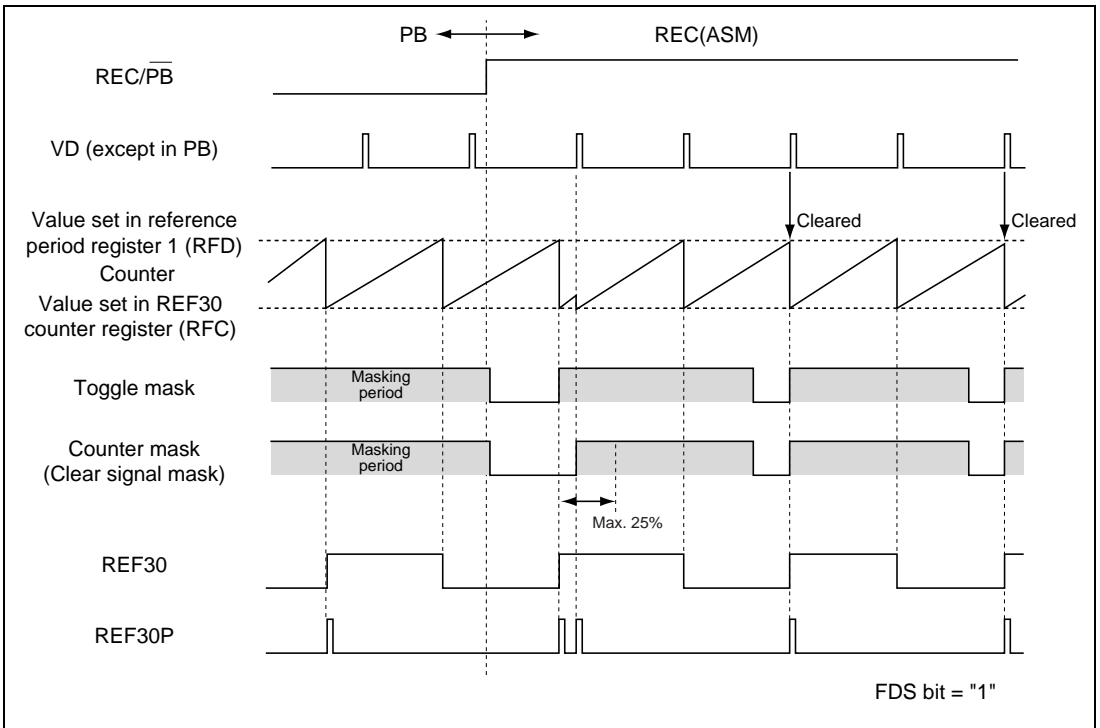 PB
REC(ASM)
REC/PB
VD (except in PB)
Value set in reference
period register 1 (RFD)
Counter
Value set in REF30
counter register (RFC)
Cleared
Cleared
Toggle mask
Masking
period
Counter mask
(Clear signal mask)
Masking
period
Max. 25%
REF30
REF30P
FDS bit = "1"